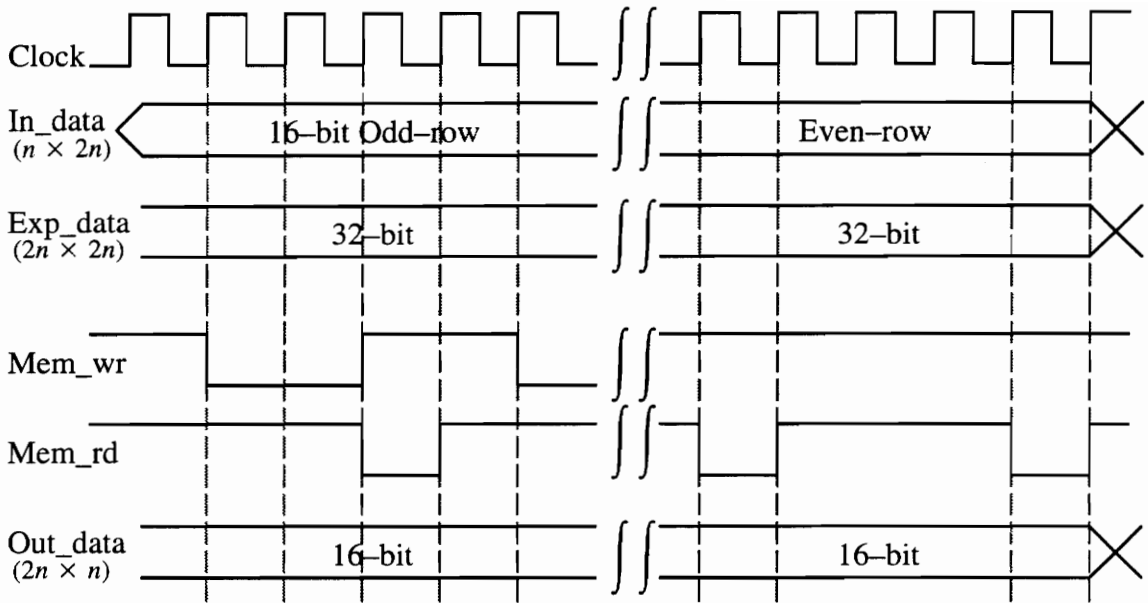 Clock
In_data
(n × 2n)
16–bit Odd–row
Even–row
Exp_data
(2n × 2n)
32–bit
32–bit
Mem_wr
Mem_rd
Out_data
(2n × n)
16–bit
16–bit